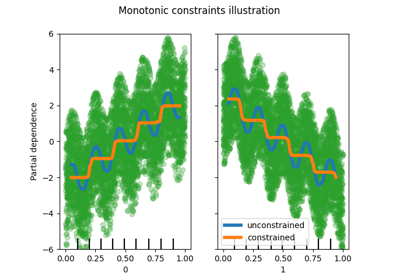 Monotonic constraints illustration
Partial dependence
6
4
2
0
−2
−4
−6
0.00 0.25 0.50 0.75 1.00
0
unconstrained
constrained
0.00 0.25 0.50 0.75 1.00
1